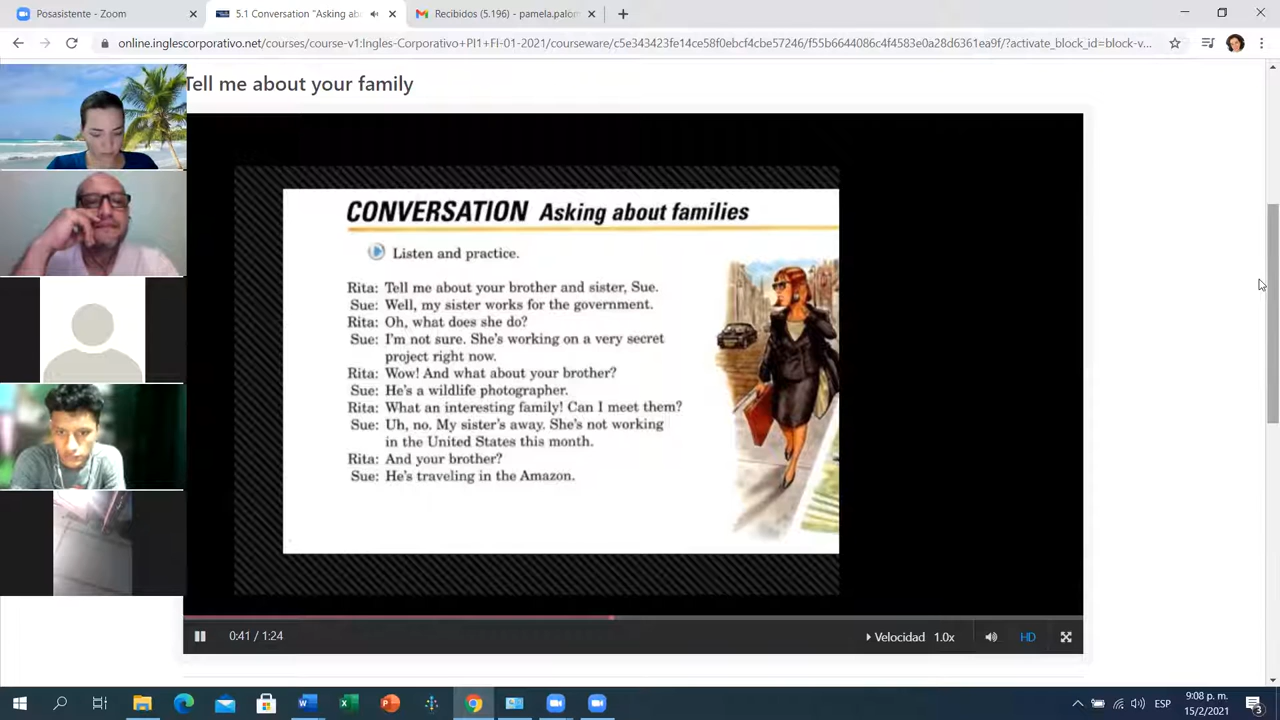 Posasistente - Zoom
5.1 Conversation "Asking ab
Recibidos (5.196) - pamela.palom
online.inglescorporativo.net/courses/course-v1:Ingles-Corporativo+PI1+FI-01-2021/courseware/c5e343423fe14ce58f0ebcf4cbe57246/f55b6644086c4f4583e0a28d6361ea9f/?activate_block_id=block-v...
Tell me about your family
CONVERSATION Asking about families
Listen and practice.
Rita: Tell me about your brother and sister, Sue.
Sue: Well, my sister works for the government.
Rita: Oh, what does she do?
Sue: I'm not sure. She's working on a very secret
project right now.
Rita: Wow! And what about your brother?
Sue: He's a wildlife photographer.
Rita: What an interesting family! Can I meet them?
Sue: Uh, no. My sister's away. She's not working
in the United States this month.
Rita: And your brother?
Sue: He's traveling in the Amazon.
0:41 / 1:24
Velocidad 1.0x
HD
ESP
9:08 p. m.
15/2/2021
3